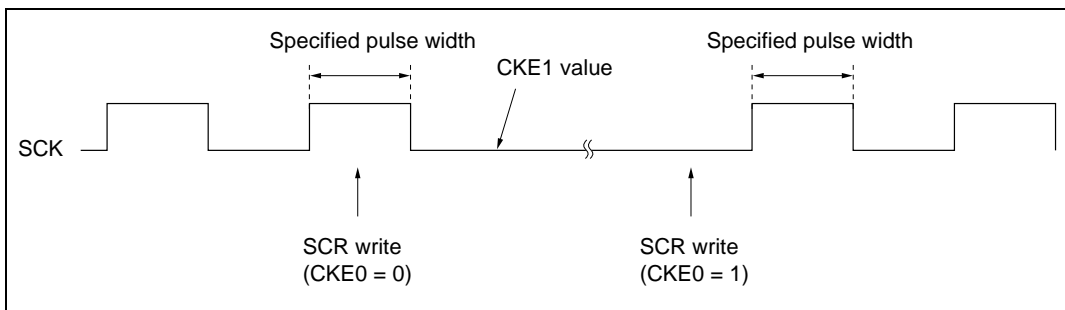 Specified pulse width
Specified pulse width
CKE1 value
SCK
SCR write
(CKE0 = 0)
SCR write
(CKE0 = 1)